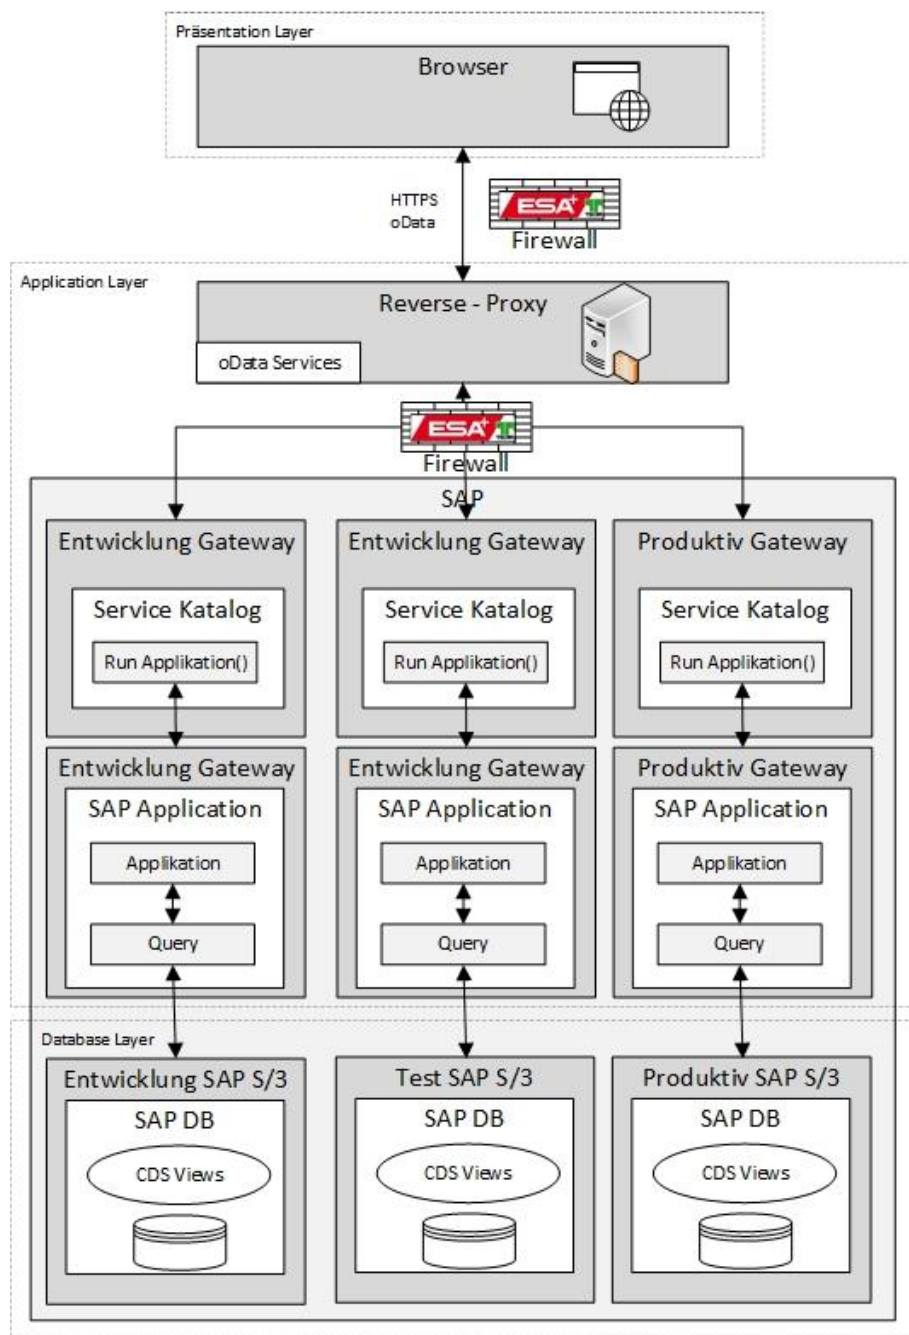 Präsentation Layer
Browser
HTTPS
oData
ESA+
Firewall
Application Layer
Reverse - Proxy
oData Services
ESA+
Firewall
SAP
Entwicklung Gateway
Entwicklung Gateway
Produktiv Gateway
Service Katalog
Service Katalog
Service Katalog
Run Applikation()
Run Applikation()
Run Applikation()
Entwicklung Gateway
Entwicklung Gateway
Produktiv Gateway
SAP Application
SAP Application
SAP Application
Applikation
Applikation
Applikation
Query
Query
Query
Database Layer
Entwicklung SAP S/3
Test SAP S/3
Produktiv SAP S/3
SAP DB
SAP DB
SAP DB
CDS Views
CDS Views
CDS Views